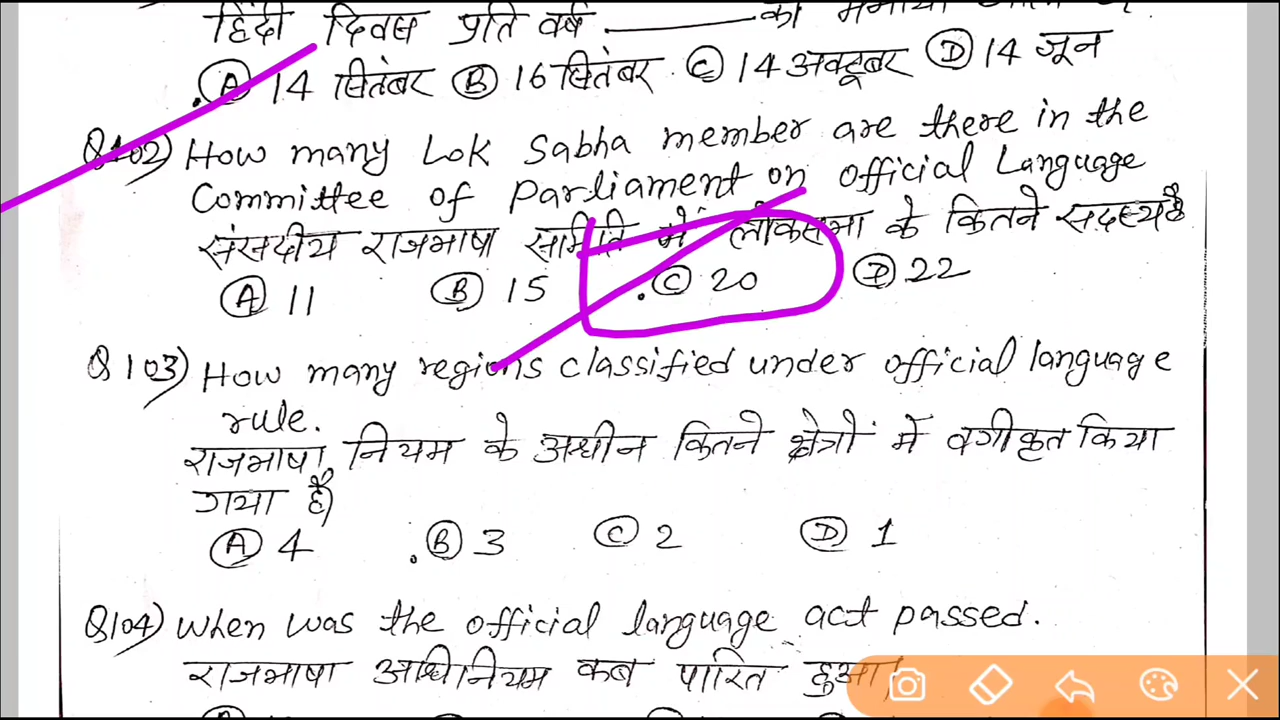 हिंदी दिवस प्रति वर्ष ______ को मनाया जाता है
.Ⓐ 14 सितंबर Ⓑ 16 सितंबर Ⓒ 14 अक्टूबर Ⓓ 14 जून
Q102) How many Lok Sabha member are there in the
Committee of Parliament on official Language
संसदीय राजभाषा समिति में लोकसभा के कितने सदस्य है
Ⓐ 11 Ⓑ 15 .Ⓒ 20 Ⓓ 22
Q103) How many regions classified under official language
rule.
राजभाषा नियम के अधीन कितने क्षेत्रों में वर्गीकृत किया
गया है।
Ⓐ 4 .Ⓑ 3 Ⓒ 2 Ⓓ 1
Q104) When was the official language act passed.
राजभाषा अधिनियम कब पारित हुआ।